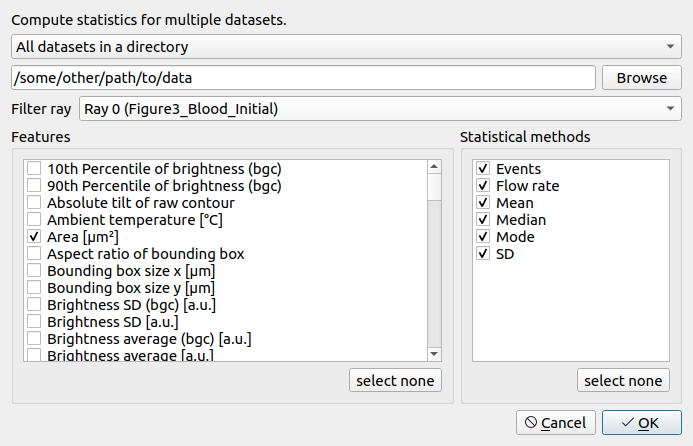 Compute statistics for multiple datasets.
All datasets in a directory
/some/other/path/to/data
Browse
Filter ray
Ray 0 (Figure3_Blood_Initial)
Features
10th Percentile of brightness (bgc)
90th Percentile of brightness (bgc)
Absolute tilt of raw contour
Ambient temperature [°C]
Area [µm²]
Aspect ratio of bounding box
Bounding box size x [µm]
Bounding box size y [µm]
Brightness SD (bgc) [a.u.]
Brightness SD [a.u.]
Brightness average (bgc) [a.u.]
Brightness average [a.u.]
select none
Statistical methods
Events
Flow rate
Mean
Median
Mode
SD
select none
Cancel
OK